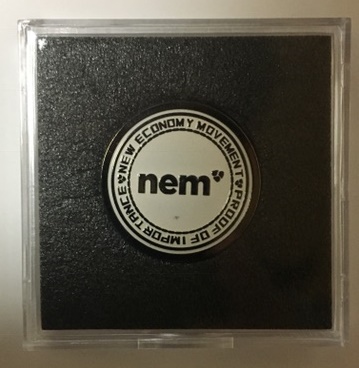 NEW ECONOMY MOVEMENT
nem
PROOF OF IMPORTANCE